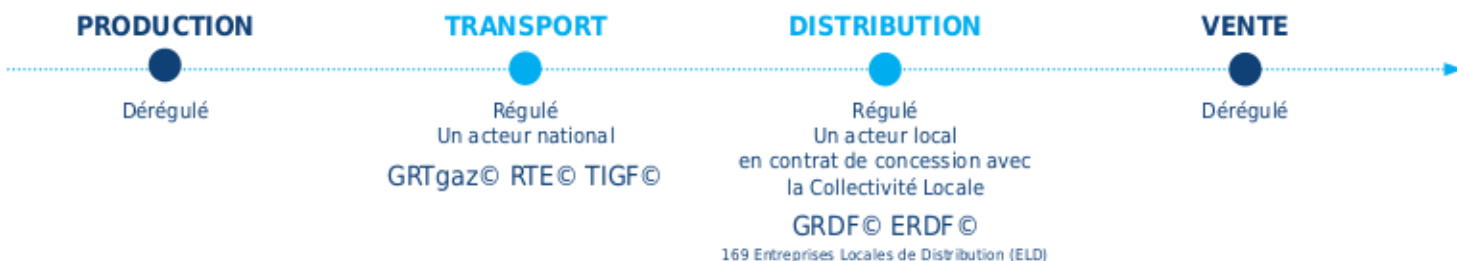 PRODUCTION
Dérégulé
TRANSPORT
Régulé
Un acteur national
GRTgaz© RTE© TIGF©
DISTRIBUTION
Régulé
Un acteur local
en contrat de concession avec
la Collectivité Locale
GRDF© ERDF©
169 Entreprises Locales de Distribution (ELD)
VENTE
Dérégulé